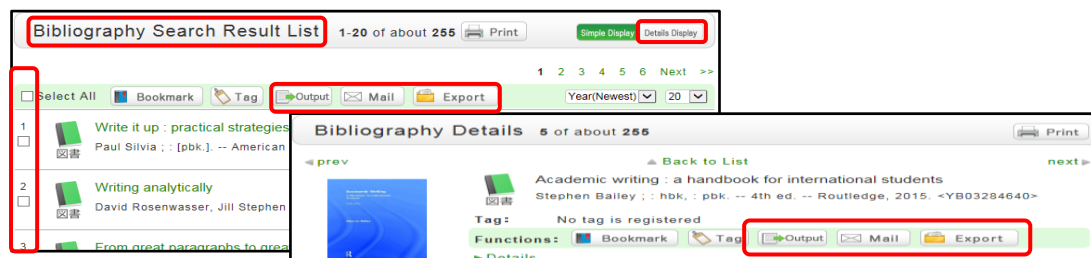 Bibliography Search Result List 1-20 of about 255 Print Simple Display Details Display
1 2 3 4 5 6 Next >>
Select All Bookmark Tag Output Mail Export Year(Newest) 20
1
Write it up : practical strategies
図書
Paul Silvia ; : [pbk.]. -- American
2
Writing analytically
図書
David Rosenwasser, Jill Stephen
3
From great paragraphs to grea
Bibliography Details 5 of about 255 Print
prev Back to List next
Academic writing : a handbook for international students
図書
Stephen Bailey ; : hbk, : pbk. -- 4th ed. -- Routledge, 2015. <YB03284640>
Tag: No tag is registered
Functions: Bookmark Tag Output Mail Export
Details